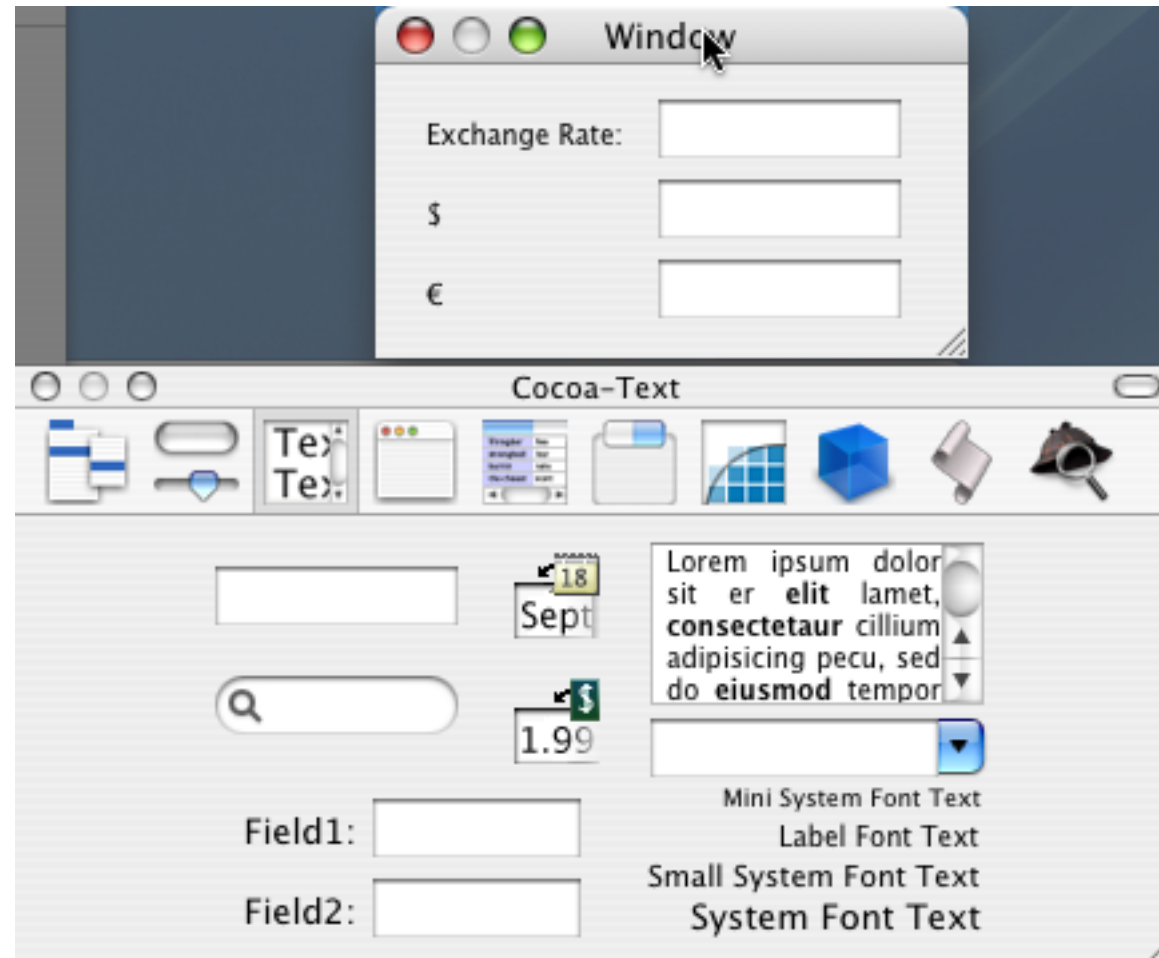 Window
Exchange Rate:
$
€
Cocoa-Text
Tex
Tex
18
Sept
$
1.99
Lorem ipsum dolor
sit er elit lamet,
consectetaur cillium
adipisicing pecu, sed
do eiusmod tempor
Mini System Font Text
Label Font Text
Small System Font Text
System Font Text
Field1:
Field2: